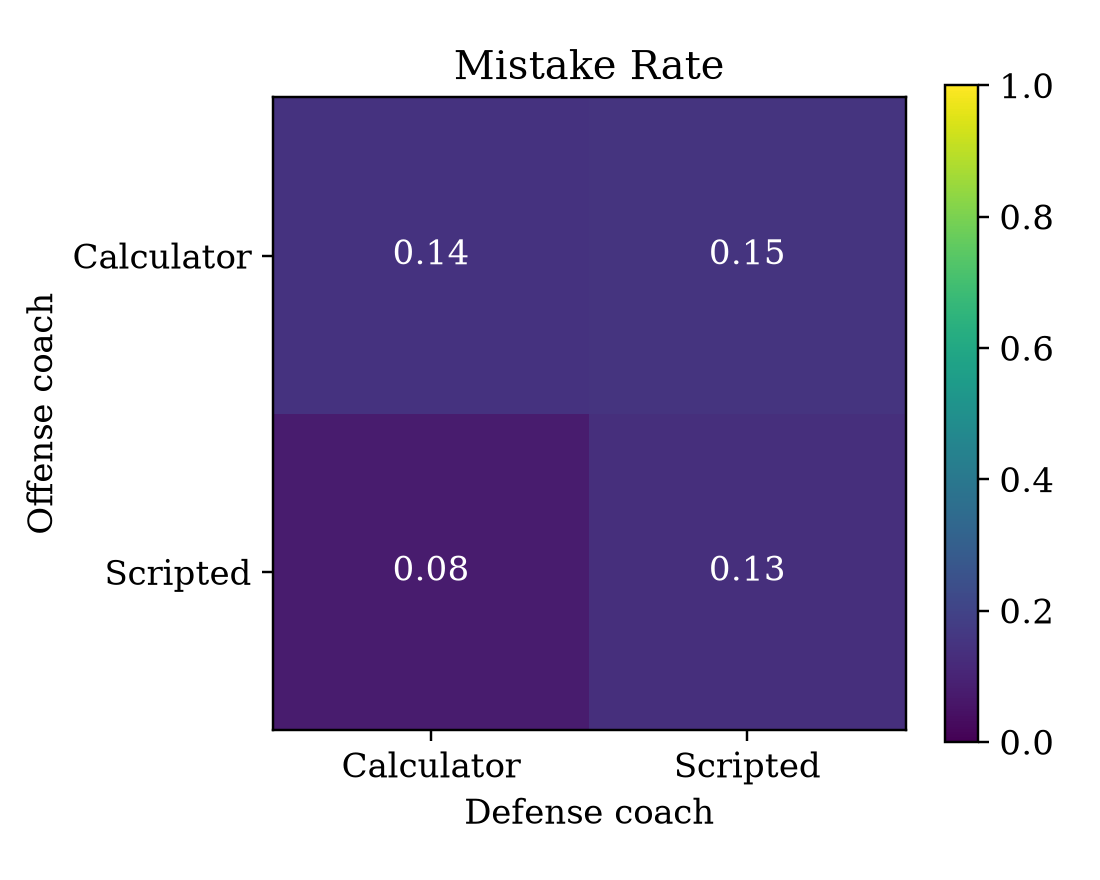 Mistake Rate
Offense coach
Calculator
Scripted
0.14
0.15
0.08
0.13
Calculator
Scripted
Defense coach
1.0
0.8
0.6
0.4
0.2
0.0